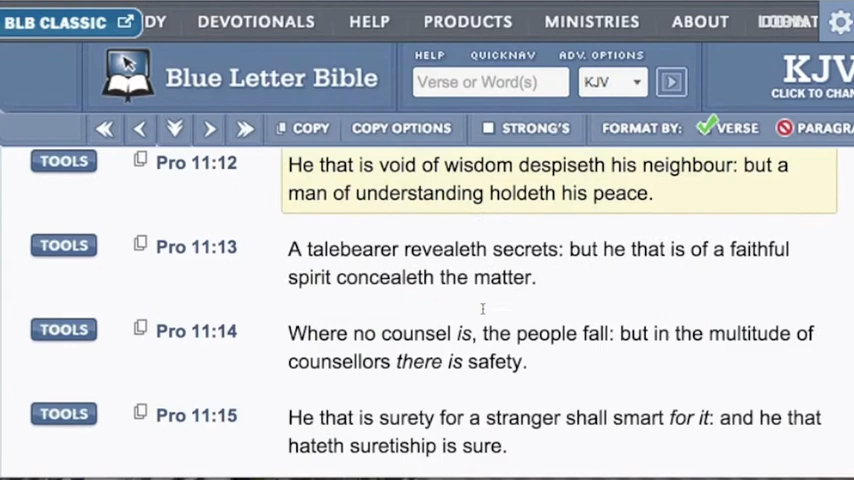 BLB CLASSIC DY DEVOTIONALS HELP PRODUCTS MINISTRIES ABOUT
HELP QUICKNAV ADV. OPTIONS
Blue Letter Bible Verse or Word(s) KJV KJV
CLICK TO CHAN
COPY COPY OPTIONS STRONG'S FORMAT BY: VERSE PARAGRA
TOOLS Pro 11:12 He that is void of wisdom despiseth his neighbour: but a
man of understanding holdeth his peace.
TOOLS Pro 11:13 A talebearer revealeth secrets: but he that is of a faithful
spirit concealeth the matter.
TOOLS Pro 11:14 Where no counsel is, the people fall: but in the multitude of
counsellors there is safety.
TOOLS Pro 11:15 He that is surety for a stranger shall smart for it: and he that
hateth suretiship is sure.